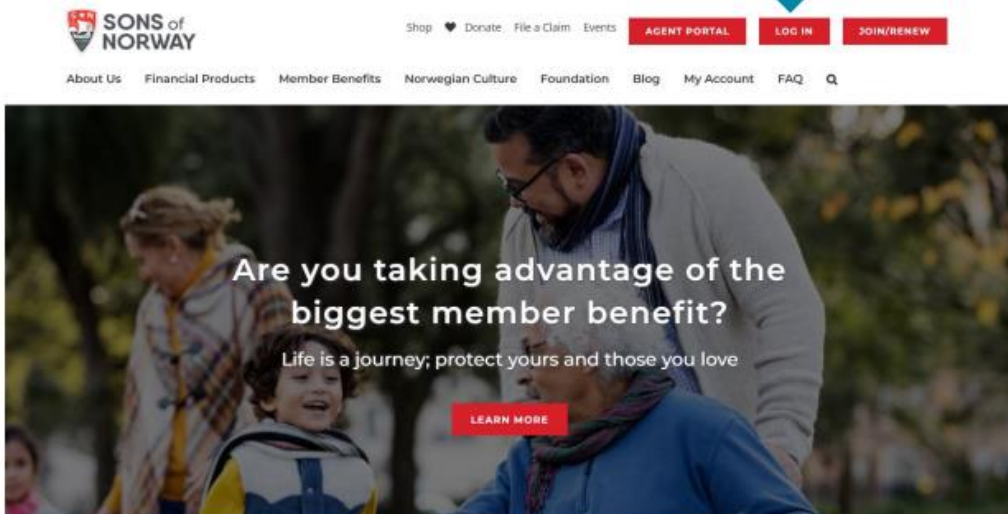 SONS of
NORWAY
Shop Donate File a Claim Events AGENT PORTAL LOG IN JOIN/RENEW
About Us Financial Products Member Benefits Norwegian Culture Foundation Blog My Account FAQ
Are you taking advantage of the
biggest member benefit?
Life is a journey; protect yours and those you love
LEARN MORE